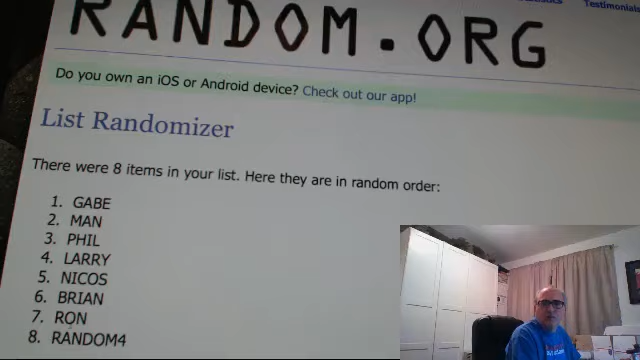 Testimonials
RANDOM.ORG
Do you own an iOS or Android device? Check out our app!
List Randomizer
There were 8 items in your list. Here they are in random order:
1. GABE
2. MAN
3. PHIL
4. LARRY
5. NICOS
6. BRIAN
7. RON
8. RANDOM4